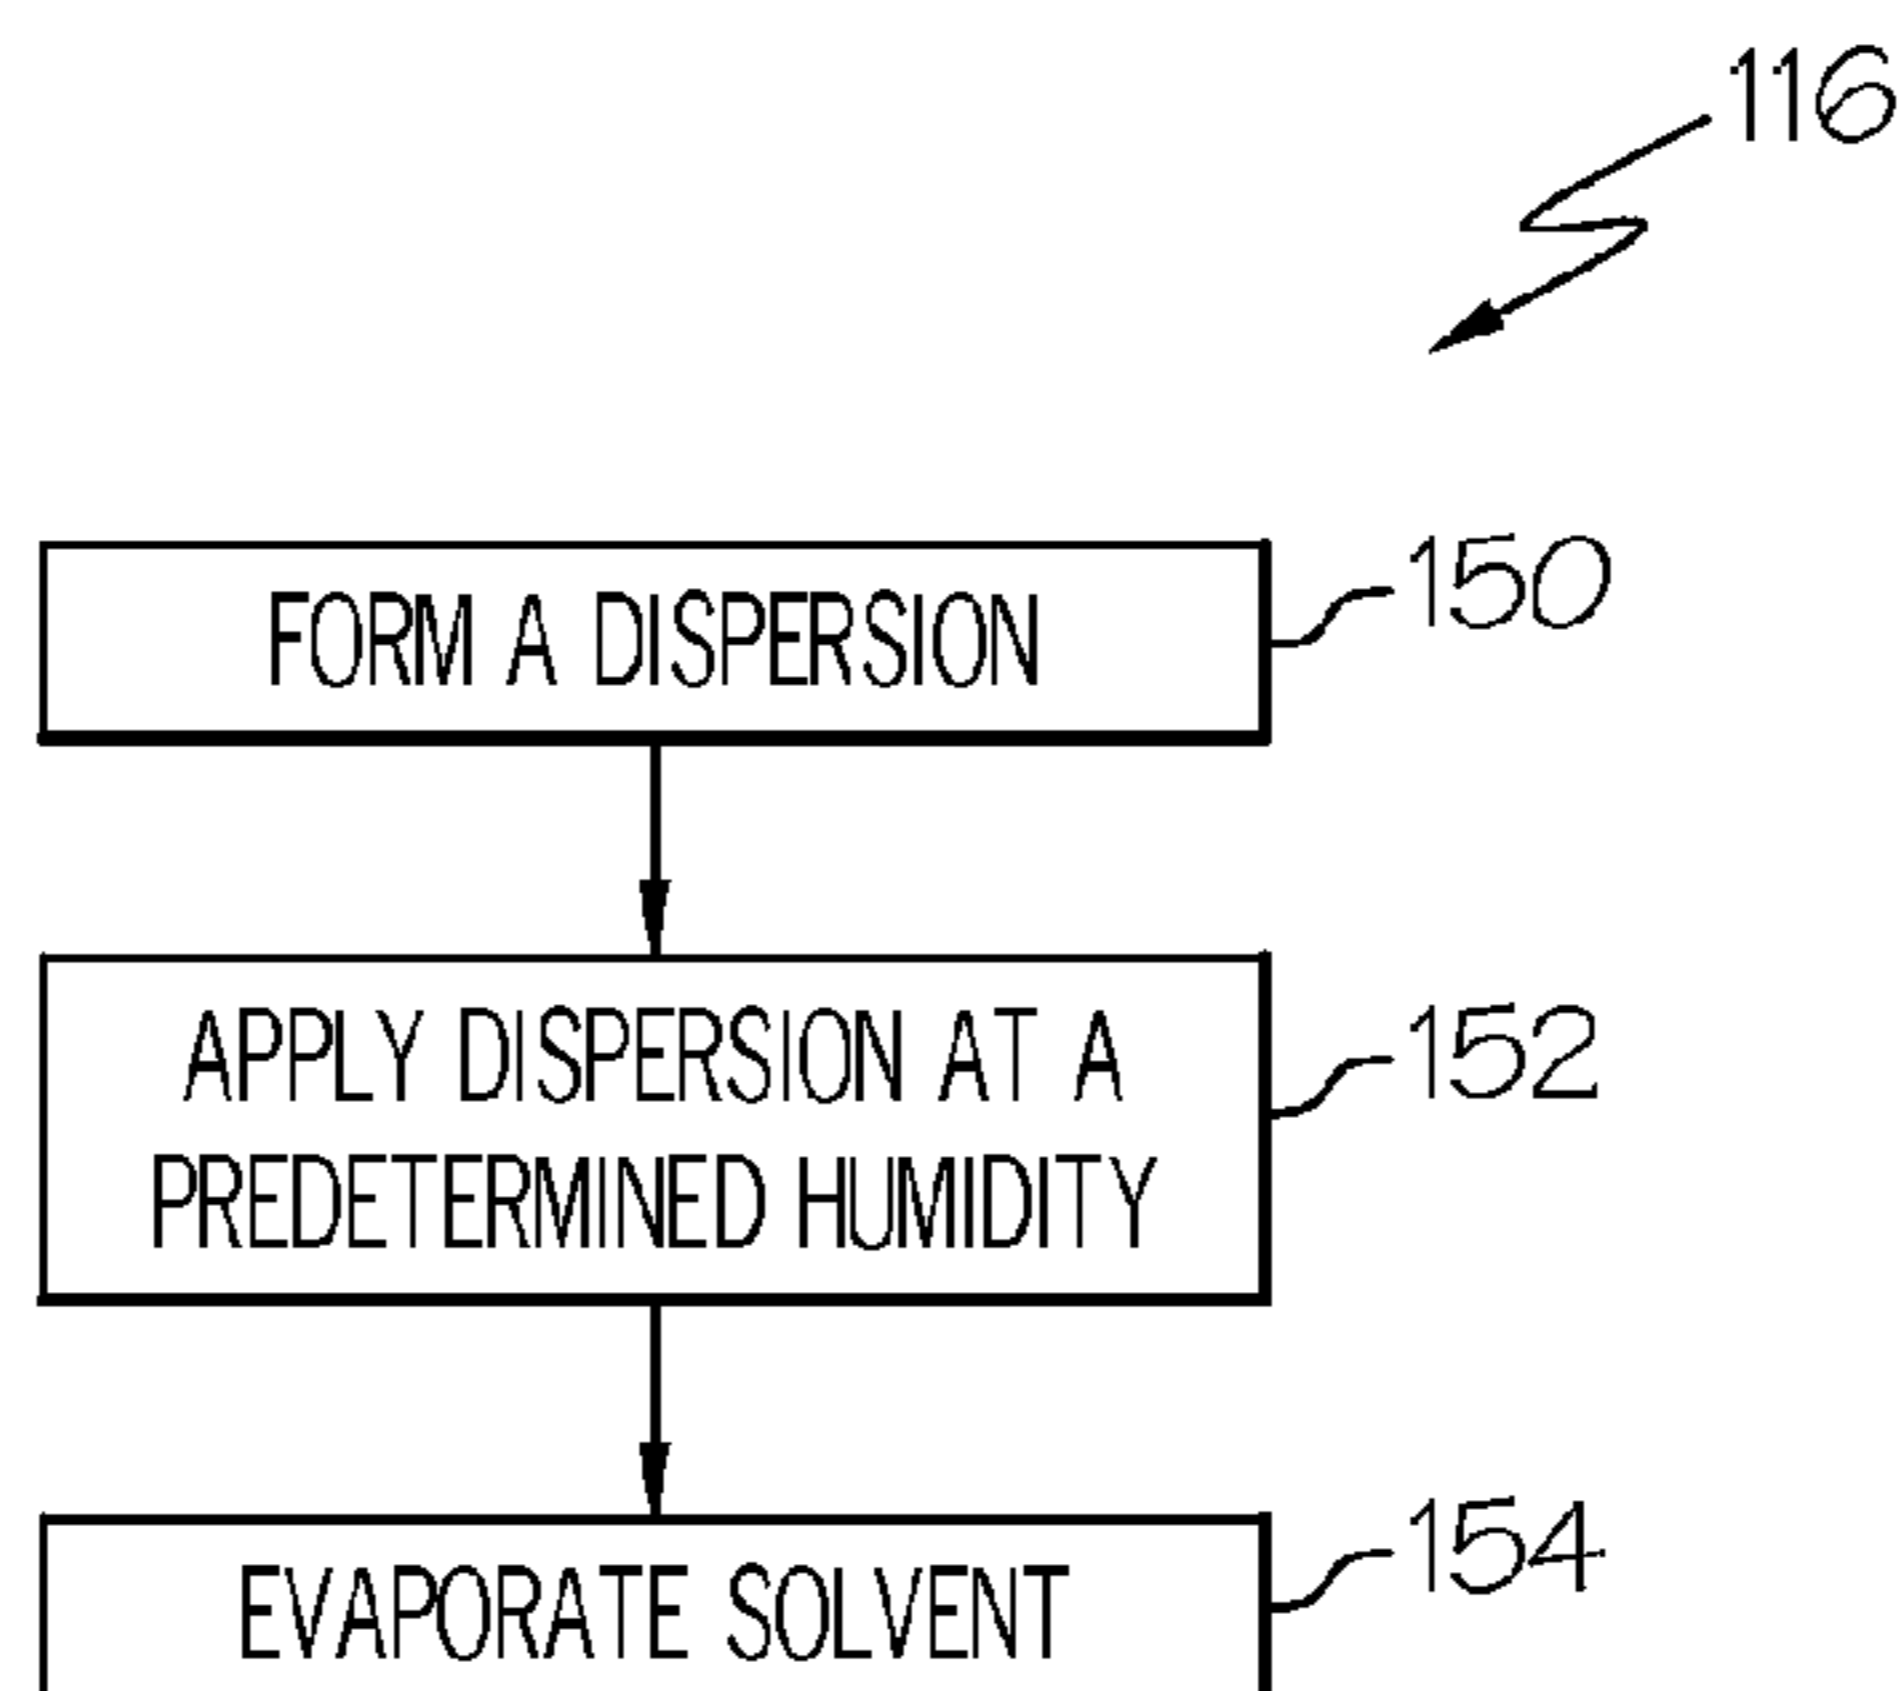 116
FORM A DISPERSION
150
APPLY DISPERSION AT A
PREDETERMINED HUMIDITY
152
EVAPORATE SOLVENT
154